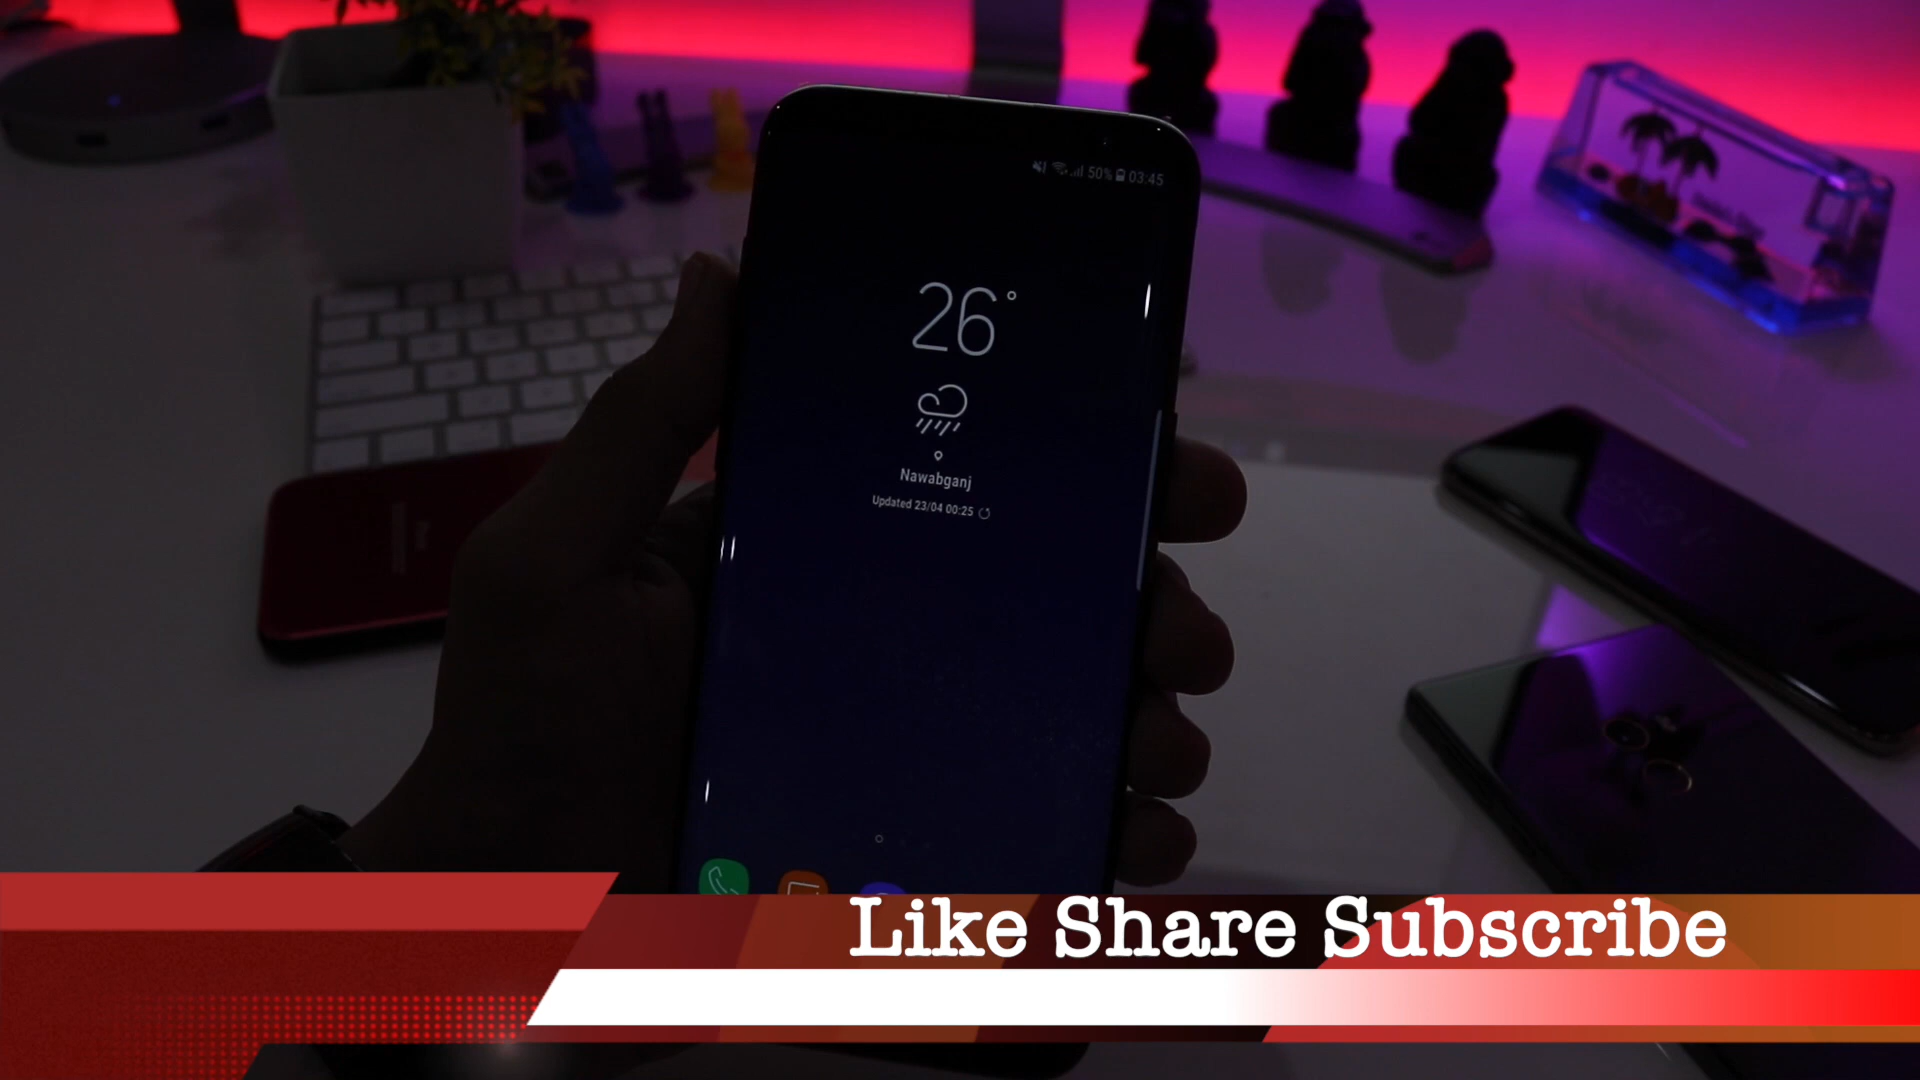 50% 03:45
26°
Nawabganj
Updated 23/04 00:25
Like Share Subscribe